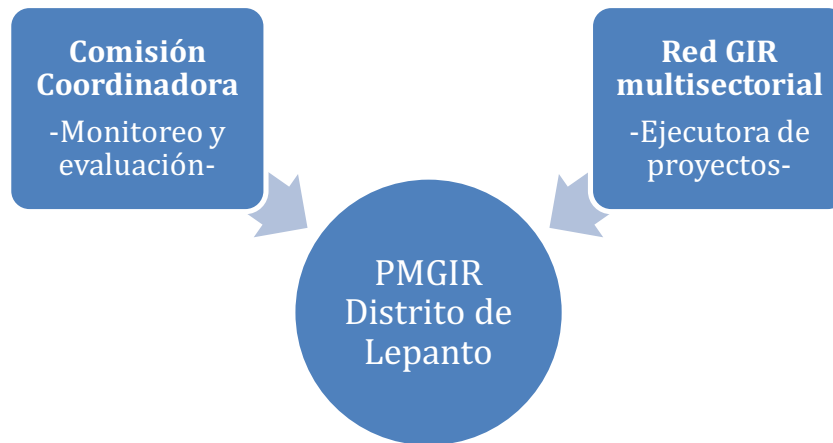 Comisión
Coordinadora
-Monitoreo y
evaluación-
Red GIR
multisectorial
-Ejecutora de
proyectos-
PMGIR
Distrito de
Lepanto